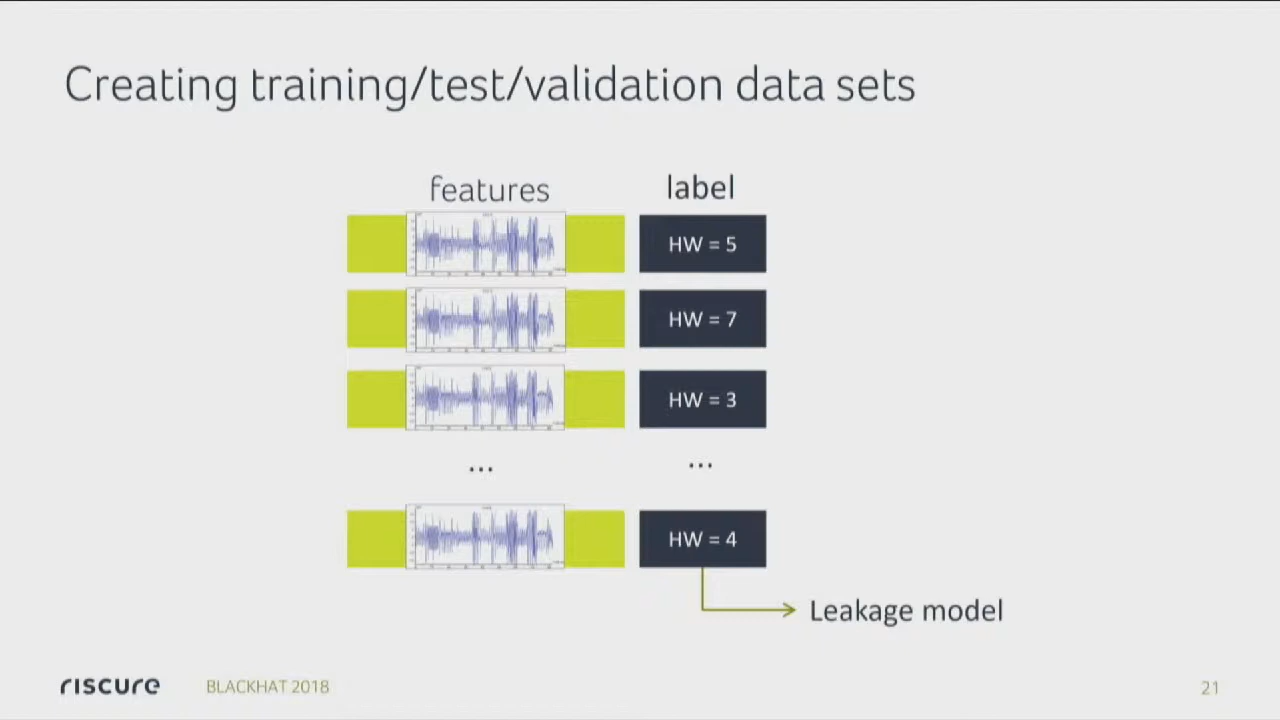 Creating training/test/validation data sets
features label
HW = 5
HW = 7
HW = 3
... ...
HW = 4
Leakage model
riscure BLACKHAT 2018 21